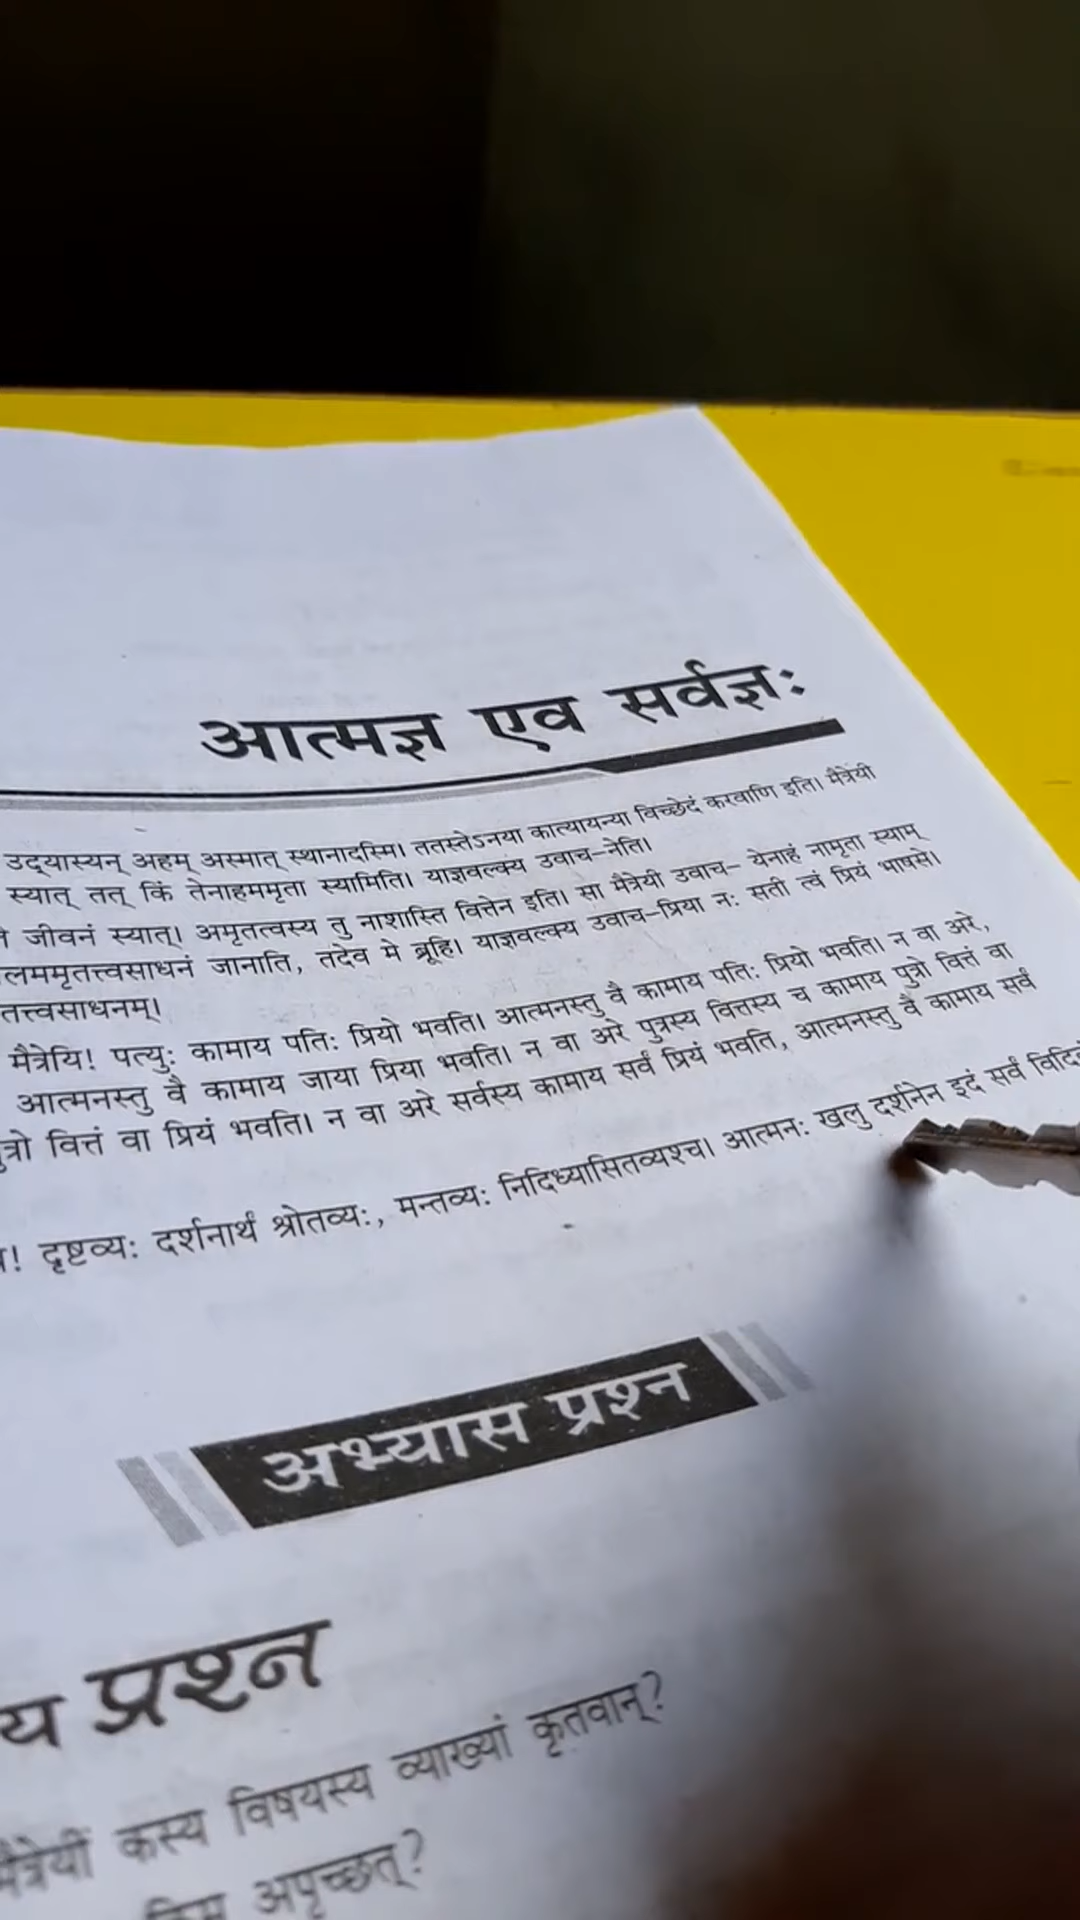 आत्मज्ञ एव सर्वज्ञः
उद्यास्यन् अहम् अस्मात् स्थानादस्मि। ततस्तेऽनया कात्यायन्या विच्छेदं करवाणि इति। मैत्रेयी
स्यात् तत् किं तेनाहममृता स्यामिति। याज्ञवल्क्य उवाच–नेति।
जीवनं स्यात्। अमृतत्वस्य तु नाशास्ति वित्तेन इति। सा मैत्रेयी उवाच– येनाहं नामृता स्याम्
लममृतत्त्वसाधनं जानाति, तदेव मे ब्रूहि। याज्ञवल्क्य उवाच–प्रिया नः सती त्वं प्रियं भाषसे।
तत्त्वसाधनम्।
मैत्रेयि! पत्युः कामाय पतिः प्रियो भवति। आत्मनस्तु वै कामाय पतिः प्रियो भवति। न वा अरे,
आत्मनस्तु वै कामाय जाया प्रिया भवति। न वा अरे पुत्रस्य वित्तस्य च कामाय पुत्रो वित्तं वा
पुत्रो वित्तं वा प्रियं भवति। न वा अरे सर्वस्य कामाय सर्वं प्रियं भवति, आत्मनस्तु वै कामाय सर्वं
! दृष्टव्यः दर्शनार्थं श्रोतव्यः, मन्तव्यः निदिध्यासितव्यश्च। आत्मनः खलु दर्शनेन इदं सर्वं
अभ्यास प्रश्न
य प्रश्न
मैत्रेयीं कस्य विषयस्य व्याख्यां कृतवान्?
किम् अपृच्छत्?